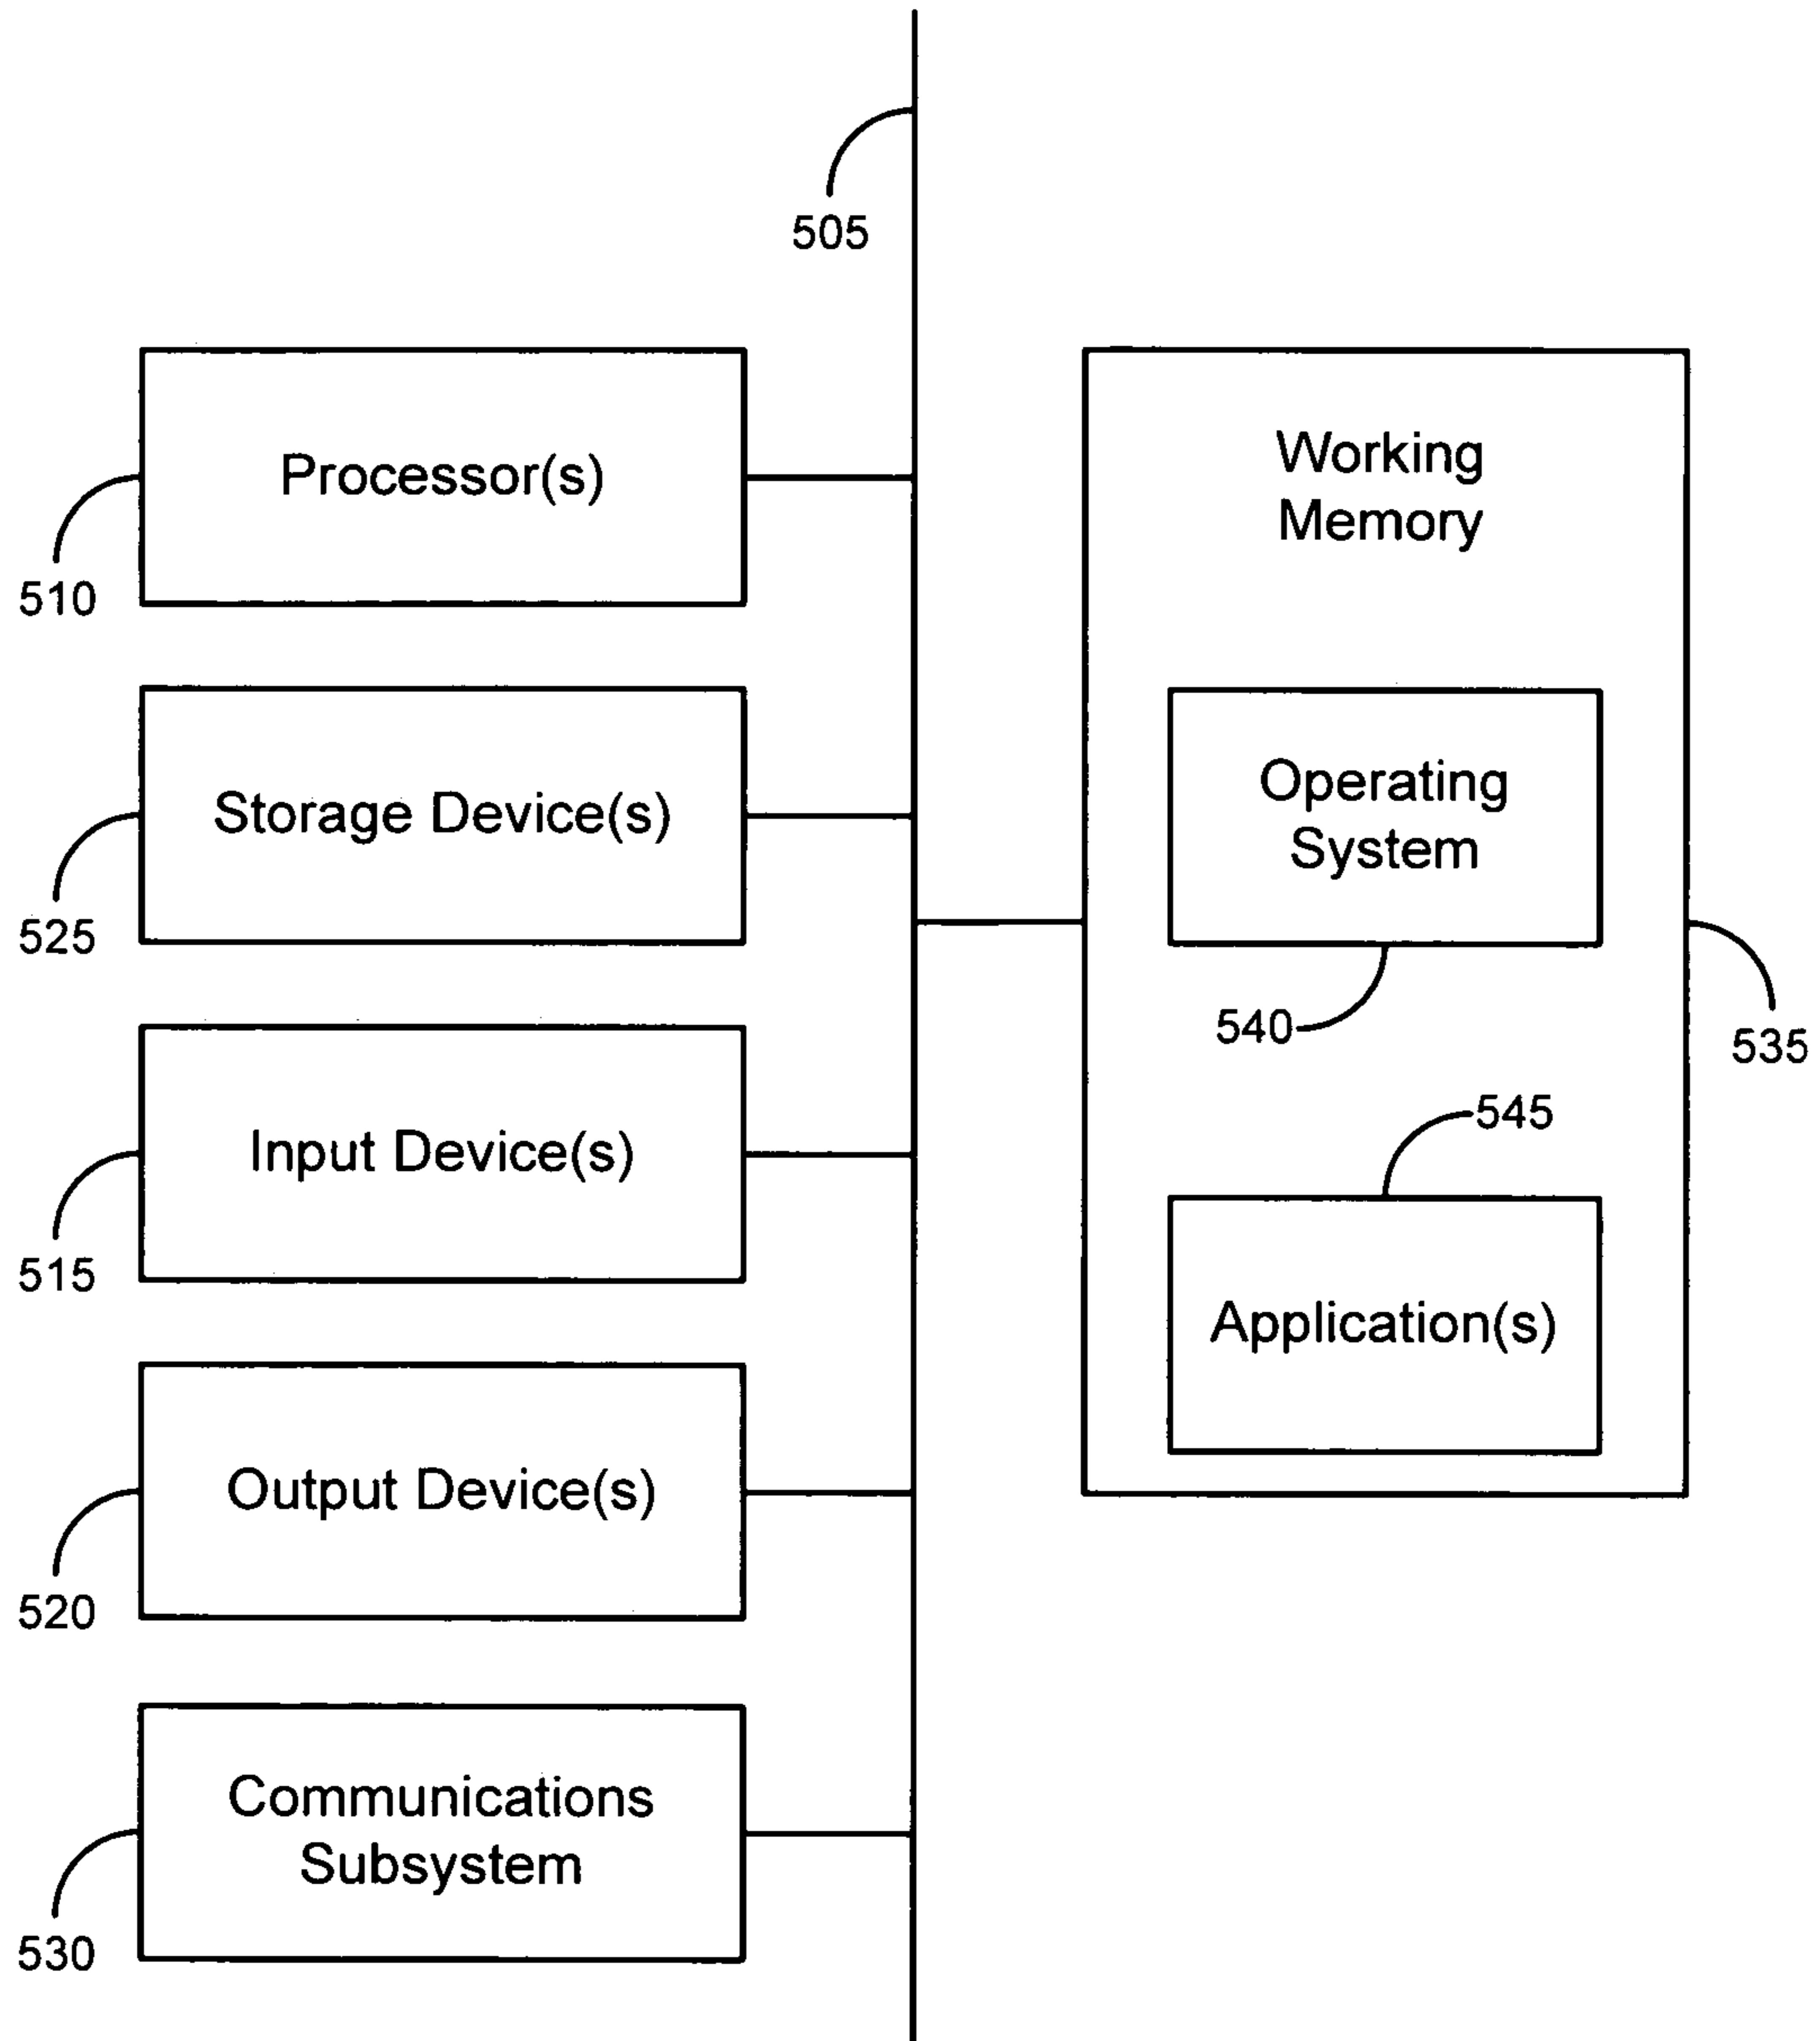 505
Processor(s)
510
Storage Device(s)
525
Input Device(s)
515
Output Device(s)
520
Communications
Subsystem
530
Working
Memory
Operating
System
540
535
545
Application(s)